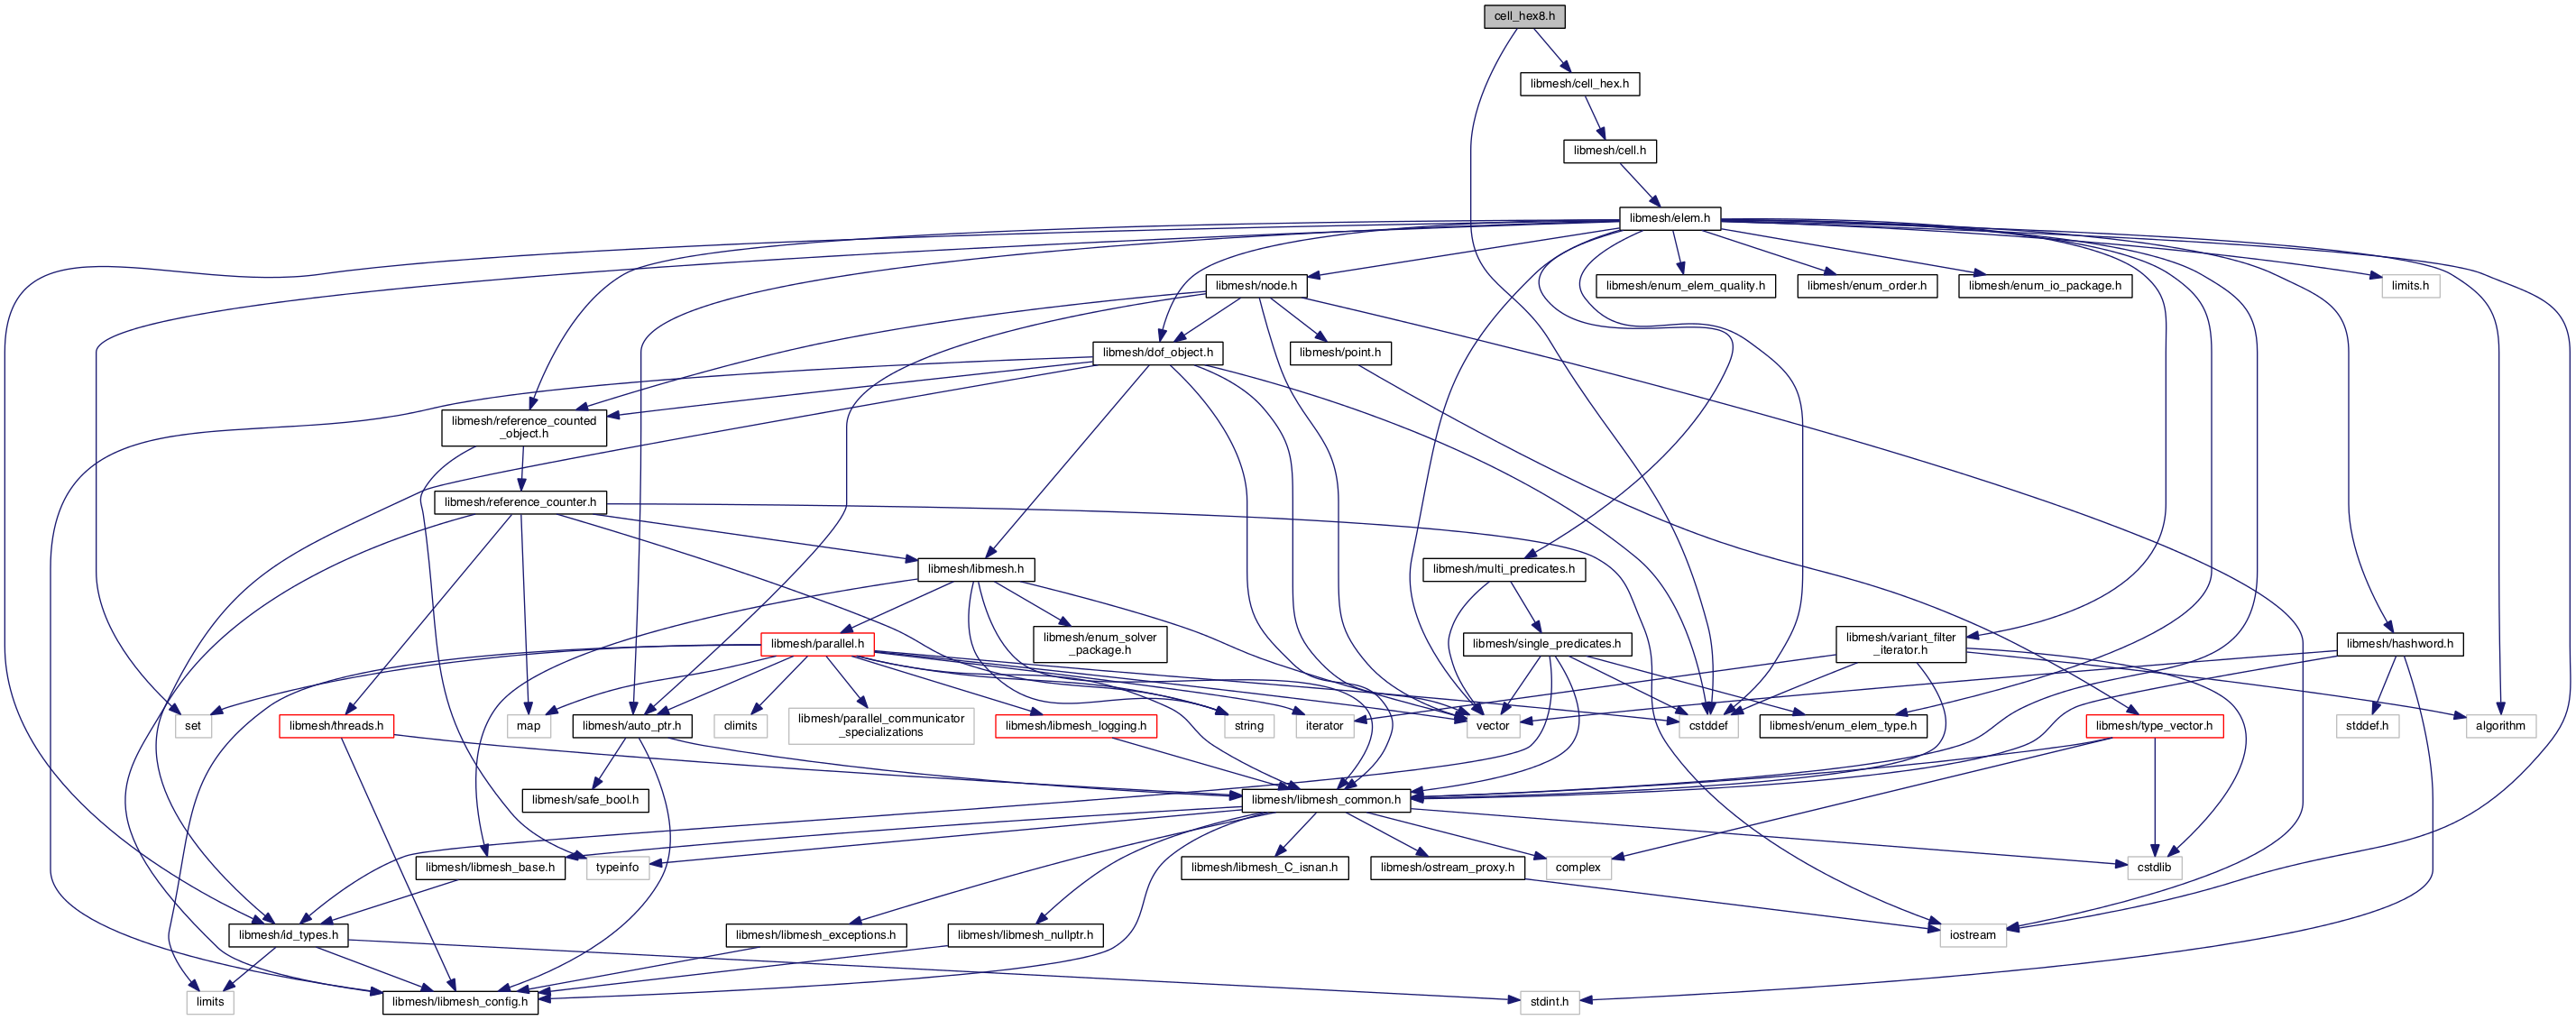 cell_hex8.h
libmesh/cell_hex.h
libmesh/cell.h
libmesh/elem.h
libmesh/node.h
libmesh/enum_elem_quality.h
libmesh/enum_order.h
libmesh/enum_io_package.h
limits.h
libmesh/dof_object.h
libmesh/point.h
libmesh/reference_counted
_object.h
libmesh/reference_counter.h
libmesh/libmesh.h
libmesh/multi_predicates.h
libmesh/parallel.h
libmesh/enum_solver
_package.h
libmesh/single_predicates.h
libmesh/variant_filter
_iterator.h
libmesh/hashword.h
set
libmesh/threads.h
map
libmesh/auto_ptr.h
climits
libmesh/parallel_communicator
_specializations
libmesh/libmesh_logging.h
string
iterator
vector
cstddef
libmesh/enum_elem_type.h
libmesh/type_vector.h
stddef.h
algorithm
libmesh/safe_bool.h
libmesh/libmesh_common.h
libmesh/libmesh_base.h
typeinfo
libmesh/libmesh_C_isnan.h
libmesh/ostream_proxy.h
complex
cstdlib
libmesh/id_types.h
libmesh/libmesh_exceptions.h
libmesh/libmesh_nullptr.h
iostream
limits
libmesh/libmesh_config.h
stdint.h